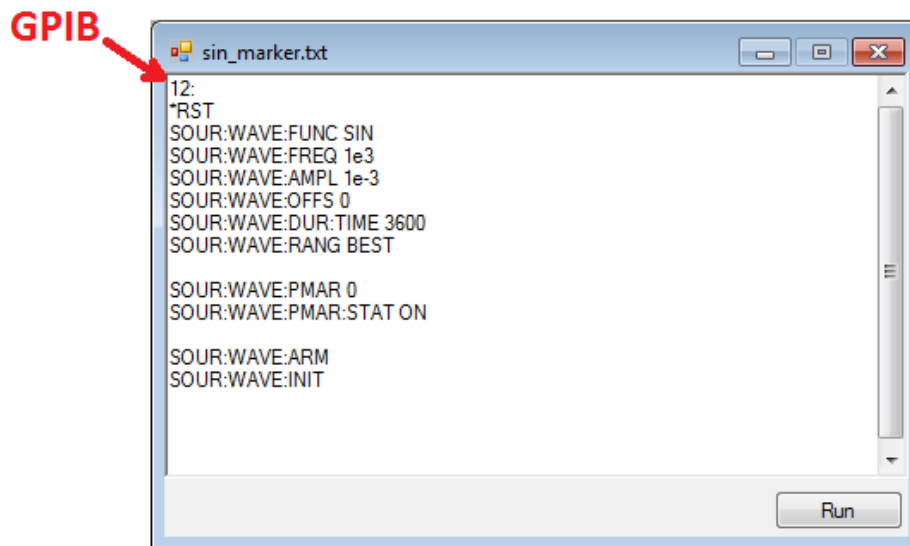 GPIB
sin_marker.txt
12:
*RST
SOUR:WAVE:FUNC SIN
SOUR:WAVE:FREQ 1e3
SOUR:WAVE:AMPL 1e-3
SOUR:WAVE:OFFS 0
SOUR:WAVE:DUR:TIME 3600
SOUR:WAVE:RANG BEST
SOUR:WAVE:PMAR 0
SOUR:WAVE:PMAR:STAT ON
SOUR:WAVE:ARM
SOUR:WAVE:INIT
Run